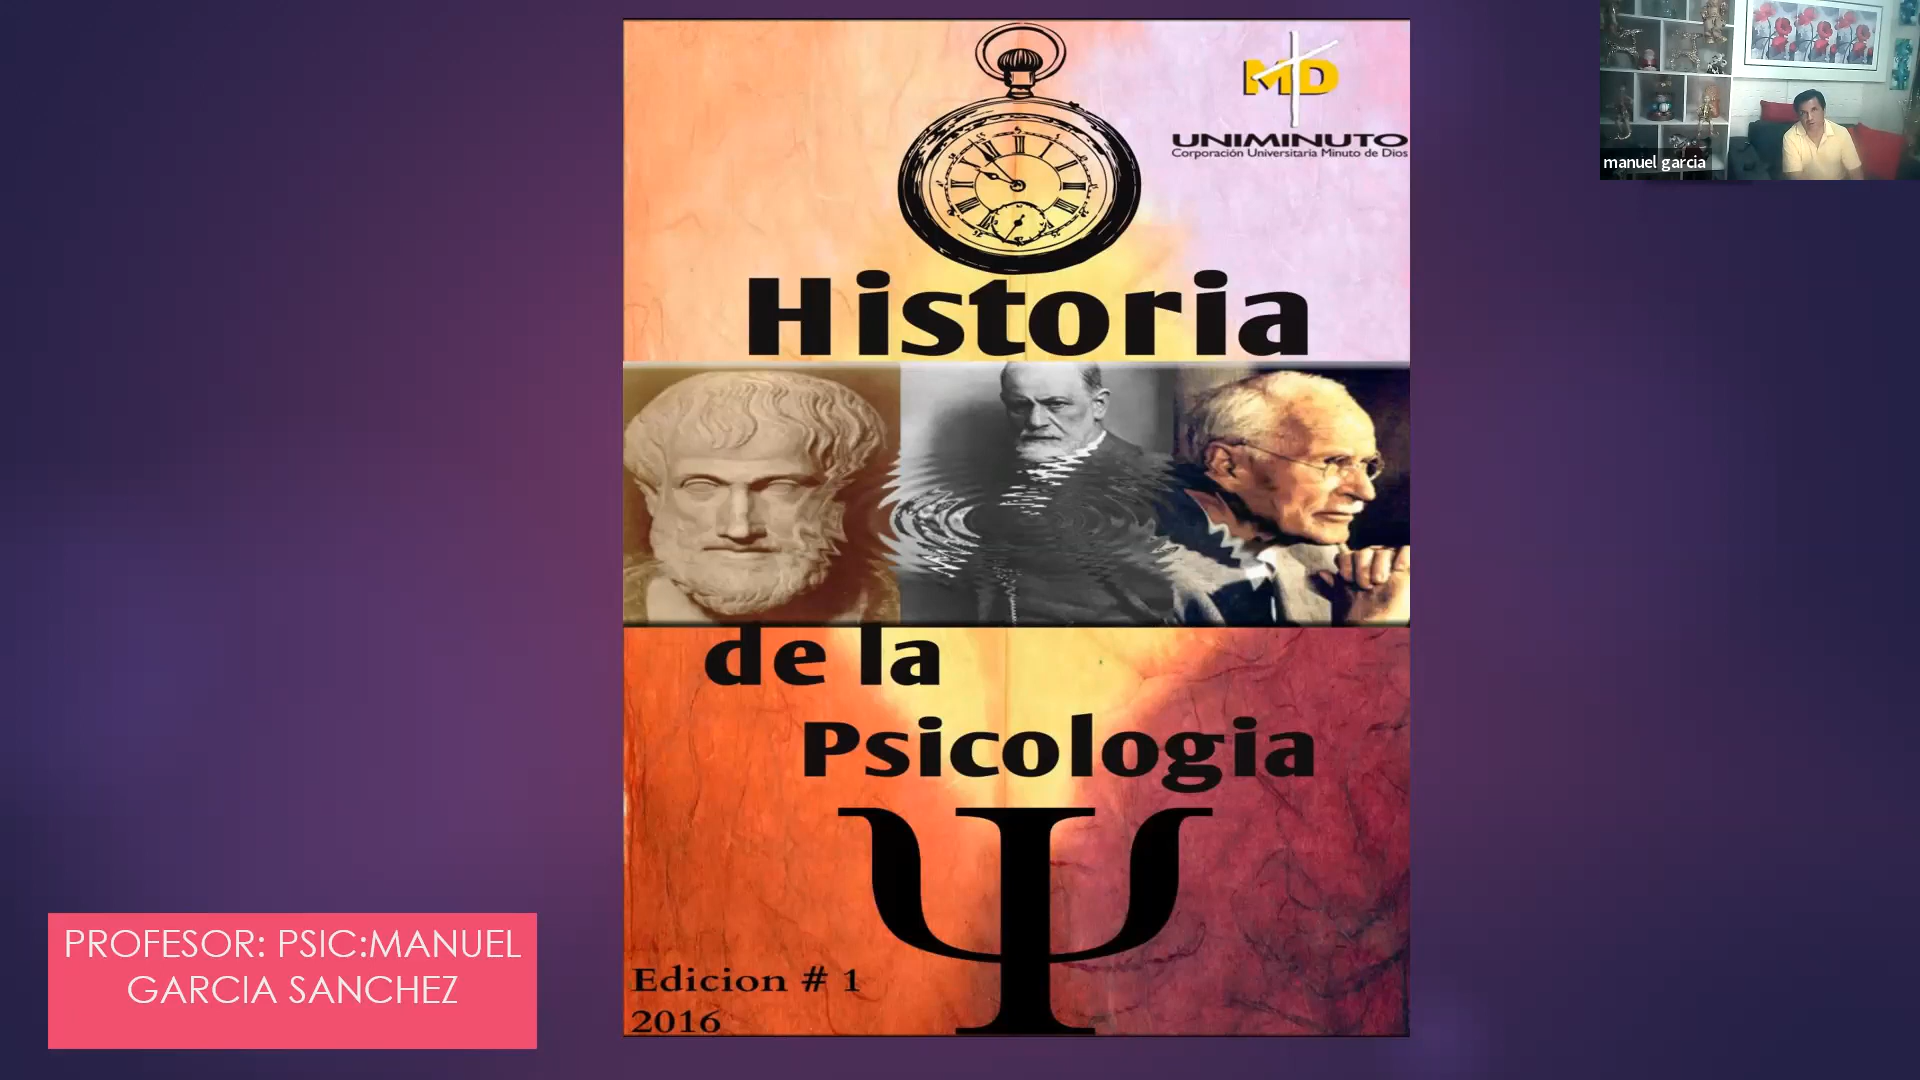 MD
UNIMINUTO
Corporación Universitaria Minuto de Dios
manuel garcia
Historia
de la
Psicologia
Ψ
PROFESOR: PSIC:MANUEL
GARCIA SANCHEZ
Edicion # 1
2016